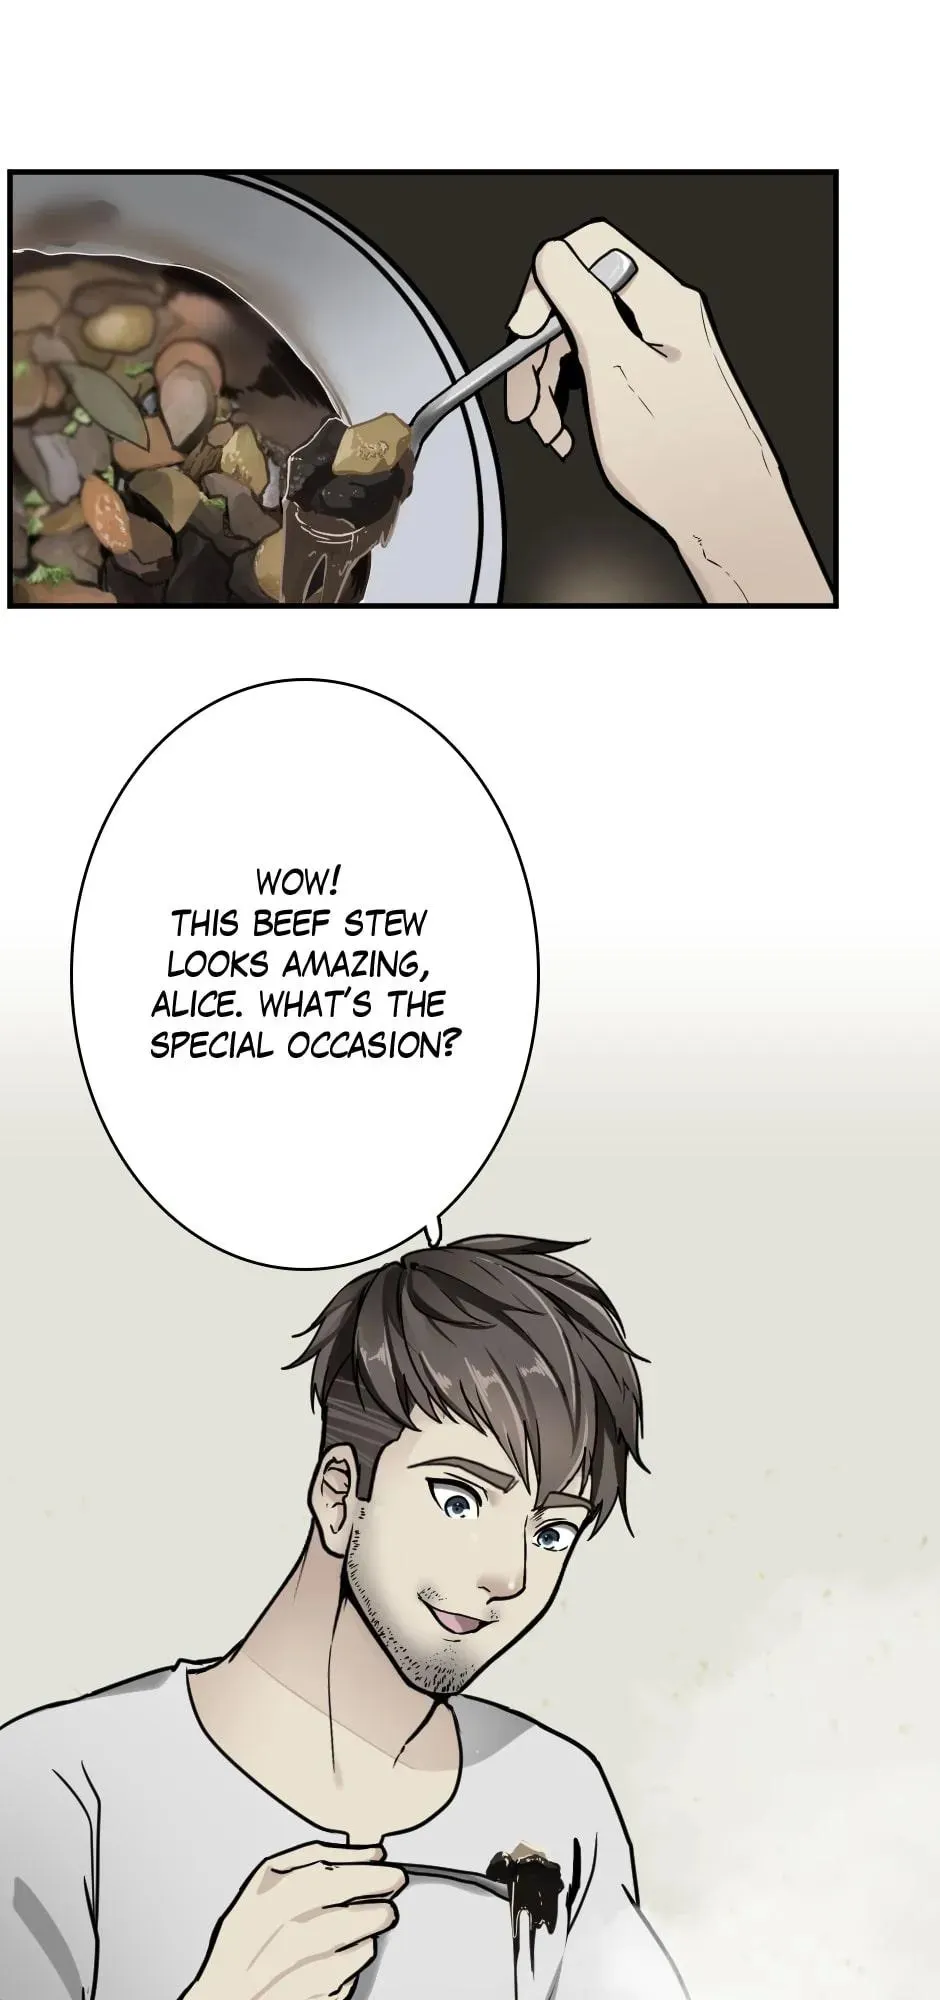 WOW!
THIS BEEF STEW
LOOKS AMAZING,
ALICE. WHAT'S THE
SPECIAL OCCASION?